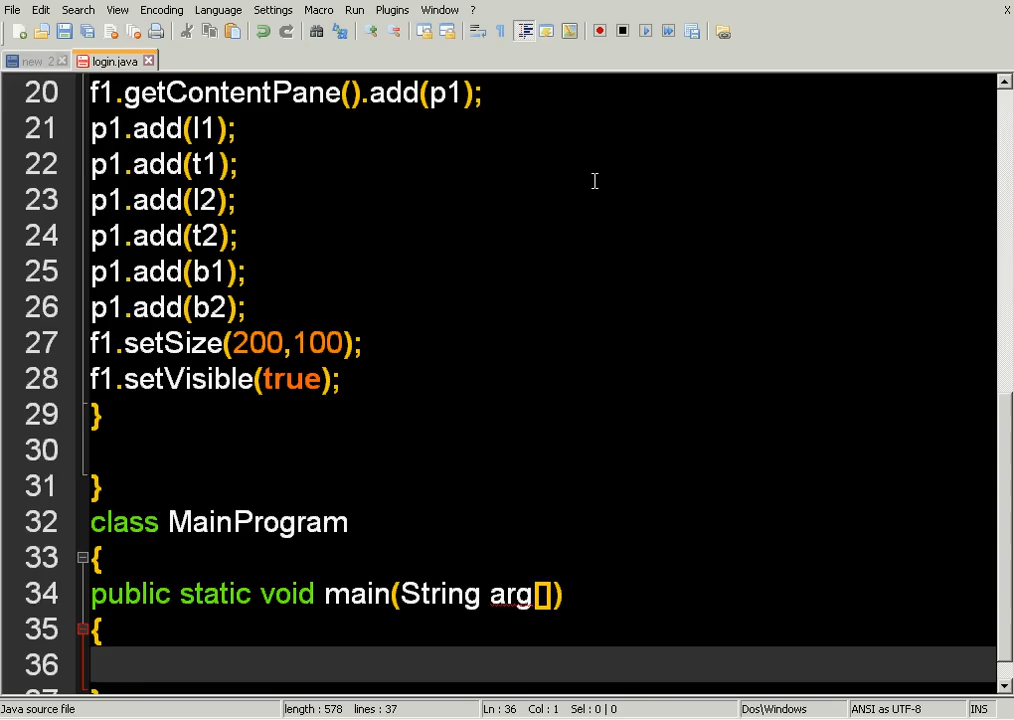 File Edit Search View Encoding Language Settings Macro Run Plugins Window ? X
new 2 login.java
20 f1.getContentPane().add(p1);
21 p1.add(l1);
22 p1.add(t1);
23 p1.add(l2);
24 p1.add(t2);
25 p1.add(b1);
26 p1.add(b2);
27 f1.setSize(200,100);
28 f1.setVisible(true);
29 }
30
31 }
32 class MainProgram
33 {
34 public static void main(String arg[])
35 {
36
37 }
Java source file length : 578 lines : 37 Ln : 36 Col : 1 Sel : 0 | 0 Dos\Windows ANSI as UTF-8 INS